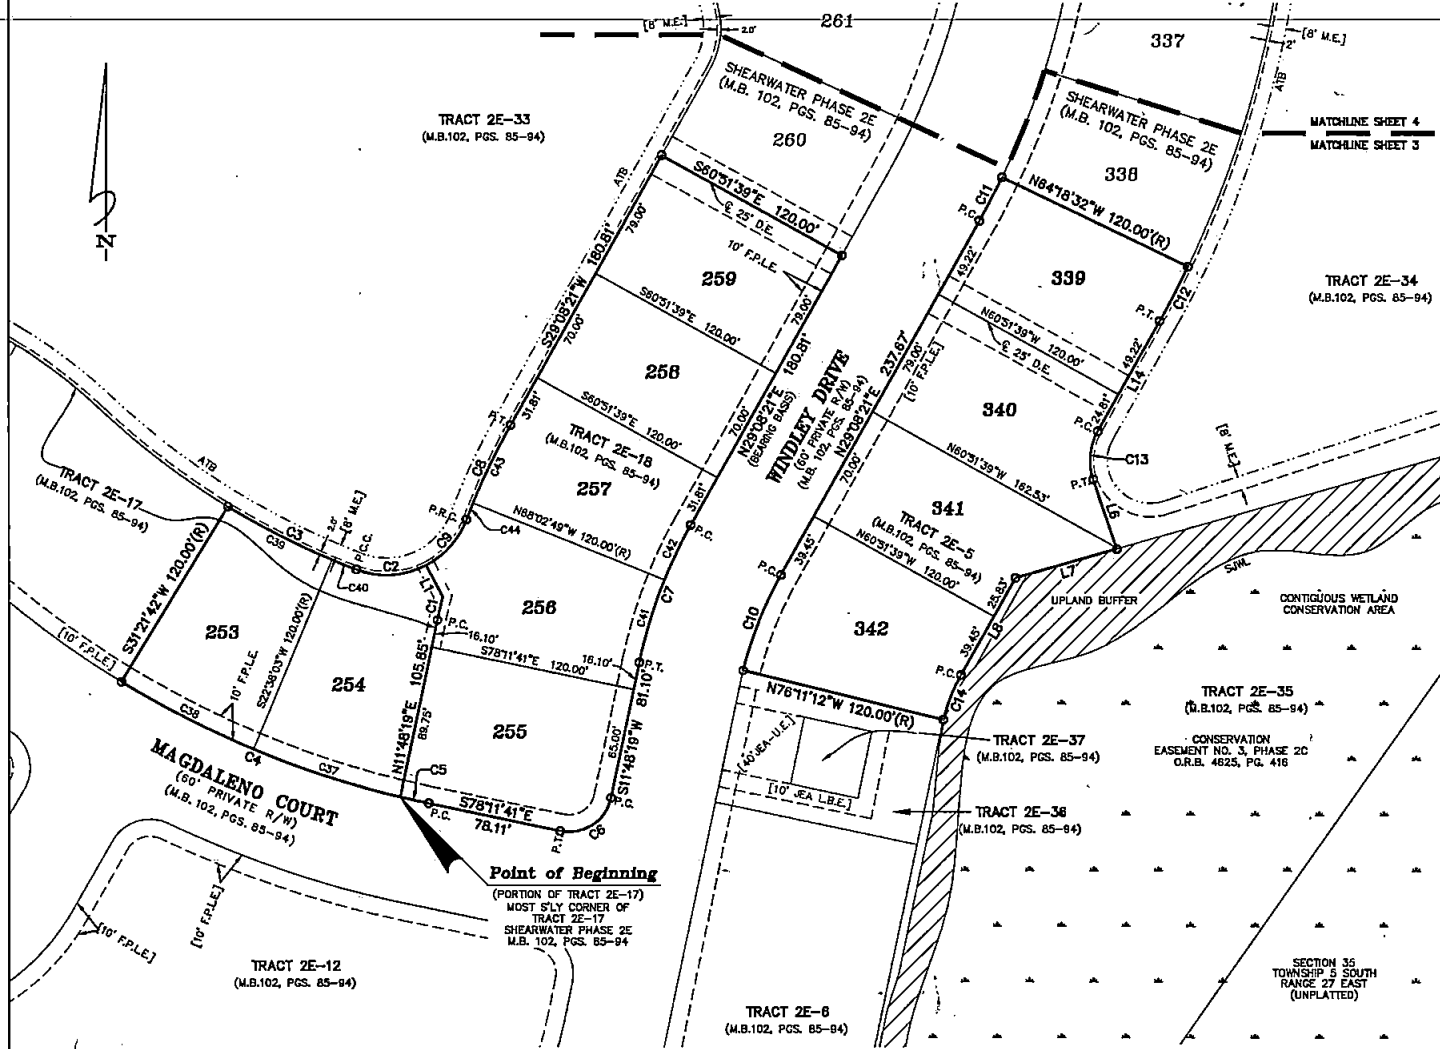 [8' M.E.]
2.0'
261
337
[8' M.E.]
2'
ATB
SHEARWATER PHASE 2E
(M.B. 102, PGS. 85-94)
260
SHEARWATER PHASE 2E
(M.B. 102, PGS. 85-94)
338
MATCHLINE SHEET 4
MATCHLINE SHEET 3
TRACT 2E-33
(M.B.102, PGS. 85-94)
N
ATB
S60°51'39"E 120.00'
℄ 25' D.E.
10' F.P.L.E.
79.00'
S29°08'21"W 180.81'
259
79.00'
C11
P.C.
N64°18'32"W 120.00'(R)
49.22'
339
C12
P.T.
TRACT 2E-34
(M.B.102, PGS. 85-94)
S60°51'39"E 120.00'
70.00'
258
N29°08'21"E 180.81'
(BEARING BASIS)
70.00'
WINDLEY DRIVE
(60' PRIVATE R/W)
(M.B. 102, PGS. 85-94)
N29°08'21"E 237.67'
79.00'
[10' F.P.L.E.]
N60°51'39"W 120.00'
℄ 25' D.E.
49.22'
L14
24.81'
P.C.
340
C13
P.T.
L6
[8' M.E.]
S60°51'39"E 120.00'
31.81'
P.T.
TRACT 2E-18
(M.B.102, PGS. 85-94)
257
C8
C43
P.R.C.
C44
N68°02'49"W 120.00'(R)
31.81'
P.C.
C42
C7
C41
70.00'
N60°51'39"W 162.53'
341
TRACT 2E-5
(M.B.102, PGS. 85-94)
N60°51'39"W 120.00'
39.45'
P.C.
C10
342
25.83'
L7
L8
39.45'
P.C.
C14
UPLAND BUFFER
SJWL
CONTIGUOUS WETLAND
CONSERVATION AREA
ATB
TRACT 2E-17
(M.B.102, PGS. 85-94)
C3
C39
2.0'
[8' M.E.]
P.C.C.
C2
C9
C40
L1
C1
P.C.
16.10'
256
S78°11'41"E 120.00'
16.10'
P.T.
S31°21'42"W 120.00'(R)
[10' F.P.L.E.]
253
10' F.P.L.E.
S22°38'03"W 120.00'(R)
254
N11°48'19"E 105.85'
89.75'
255
S11°48'19"W 81.10'
65.00'
P.C.
C6
C38
C4
C37
C5
P.C.
S78°11'41"E
78.11'
P.T.
MAGDALENO COURT
(60' PRIVATE R/W)
(M.B. 102, PGS. 85-94)
N76°11'12"W 120.00'(R)
[40' JEA-U.E.]
[10' JEA L.B.E.]
TRACT 2E-37
(M.B.102, PGS. 85-94)
TRACT 2E-36
(M.B.102, PGS. 85-94)
TRACT 2E-35
(M.B.102, PGS. 85-94)
CONSERVATION
EASEMENT NO. 3, PHASE 2C
O.R.B. 4625, PG. 416
Point of Beginning
(PORTION OF TRACT 2E-17)
MOST S'LY CORNER OF
TRACT 2E-17
SHEARWATER PHASE 2E
M.B. 102, PGS. 85-94
[10' F.P.L.E.]
[10' F.P.L.E.]
TRACT 2E-12
(M.B.102, PGS. 85-94)
TRACT 2E-6
(M.B.102, PGS. 85-94)
SECTION 35
TOWNSHIP 5 SOUTH
RANGE 27 EAST
(UNPLATTED)